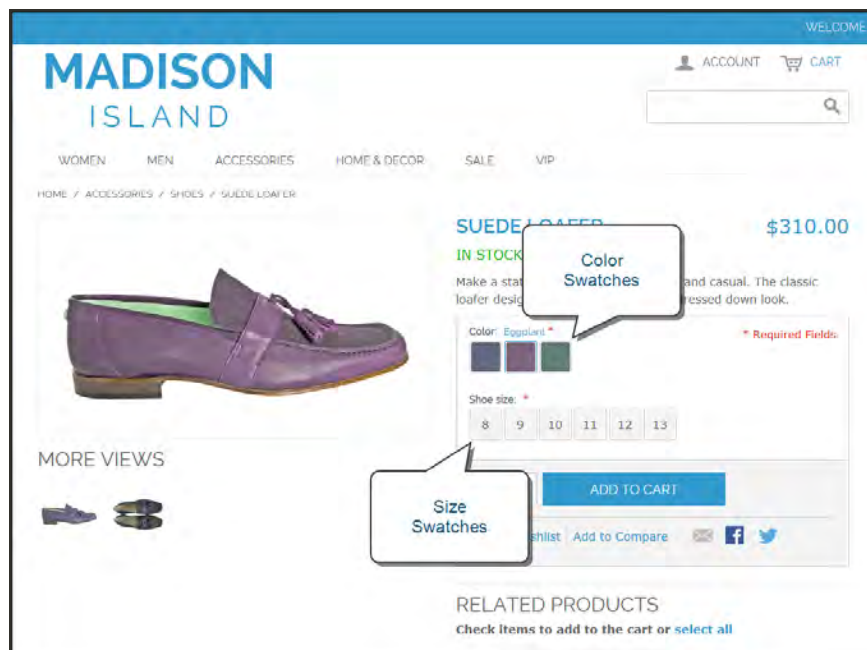 WELCOME
MADISON
ISLAND
ACCOUNT CART
WOMEN MEN ACCESSORIES HOME & DECOR SALE VIP
HOME / ACCESSORIES / SHOES / SUEDE LOAFER
SUEDE LOAFER $310.00
IN STOCK
Color
Swatches
Make a stat and casual. The classic
loafer desig ressed down look.
Color: Eggplant *
* Required Fields
Shoe size: *
8 9 10 11 12 13
MORE VIEWS
Size
Swatches
ADD TO CART
shlist Add to Compare
RELATED PRODUCTS
Check items to add to the cart or select all